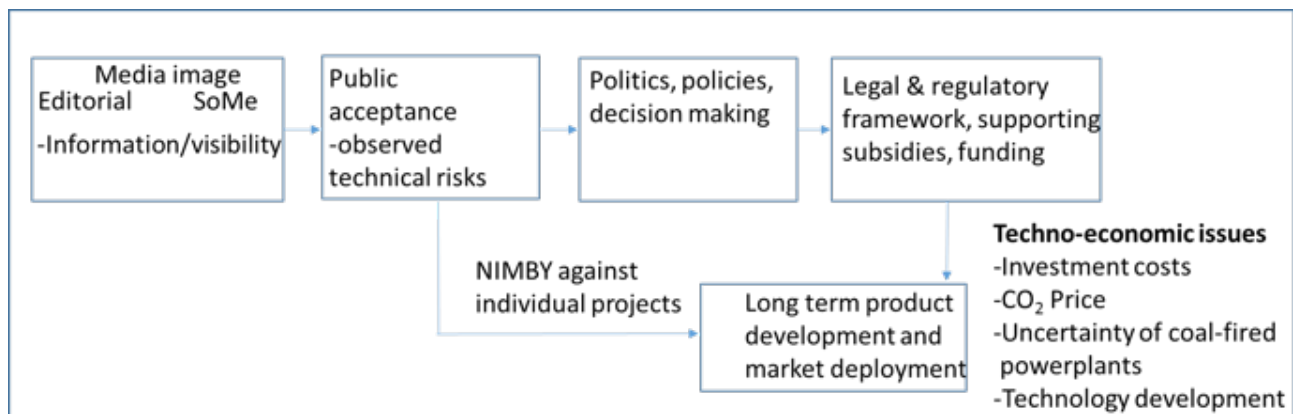 Media image
Editorial SoMe
-Information/visibility
Public
acceptance
-observed
technical risks
Politics, policies,
decision making
Legal & regulatory
framework, supporting
subsidies, funding
NIMBY against
individual projects
Long term product
development and
market deployment
Techno-economic issues
-Investment costs
-CO₂ Price
-Uncertainty of coal-fired
powerplants
-Technology development